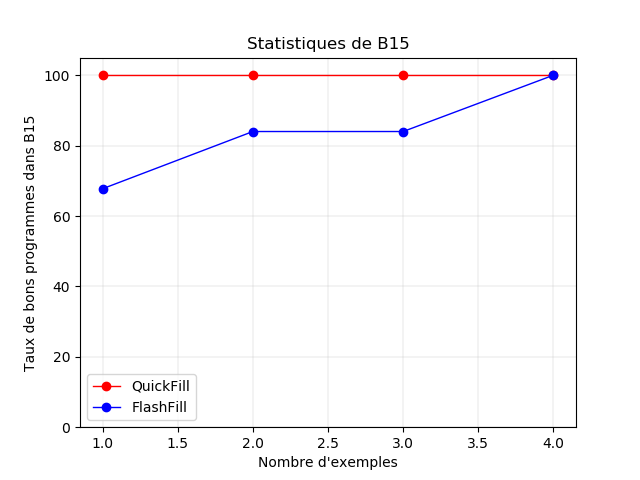 Statistiques de B15
Taux de bons programmes dans B15
100
80
60
40
20
0
QuickFill
FlashFill
1.0 1.5 2.0 2.5 3.0 3.5 4.0
Nombre d'exemples